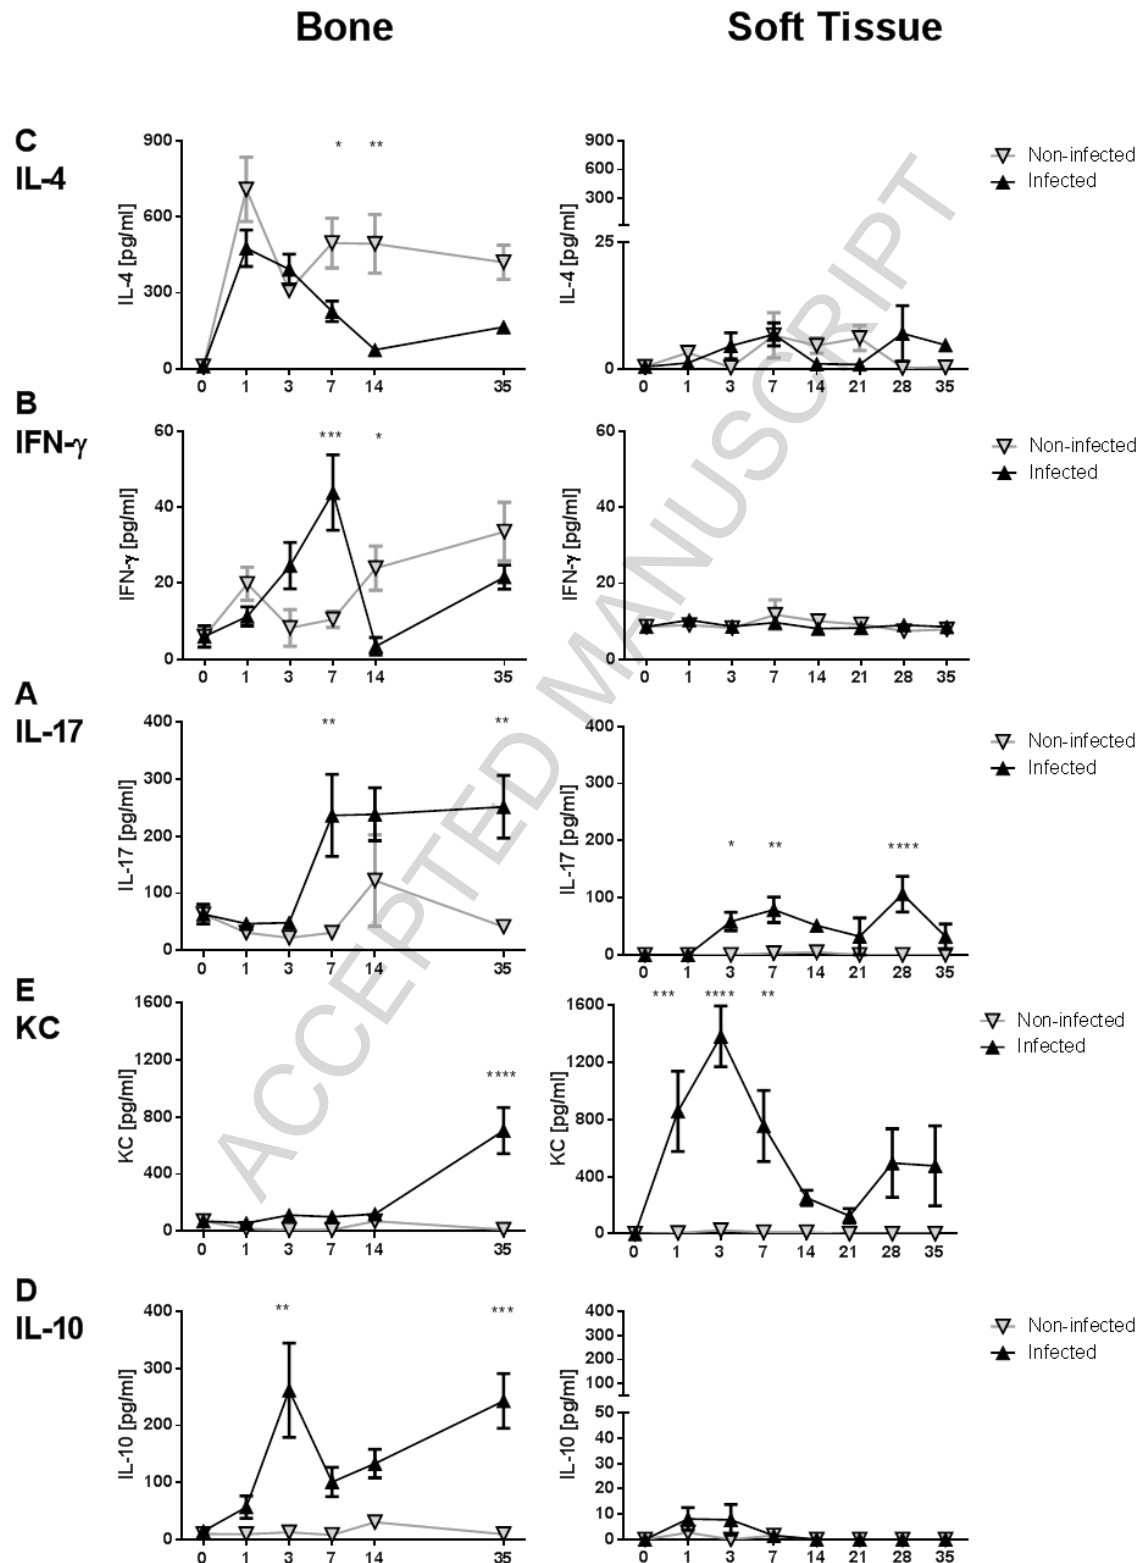 Bone
Soft Tissue
C
IL-4
IL-4 [pg/ml]
900
600
300
0
0 1 3 7 14 35
* **
IL-4 [pg/ml]
900
600
300
25
0
0 1 3 7 14 21 28 35
Non-infected
Infected
B
IFN-γ
IFN-γ [pg/ml]
60
40
20
0
0 1 3 7 14 35
*** *
IFN-γ [pg/ml]
60
40
20
0
0 1 3 7 14 21 28 35
Non-infected
Infected
A
IL-17
IL-17 [pg/ml]
400
300
200
100
0
0 1 3 7 14 35
** **
IL-17 [pg/ml]
400
300
200
100
0
0 1 3 7 14 21 28 35
* ** ****
Non-infected
Infected
E
KC
KC [pg/ml]
1600
1200
800
400
0
0 1 3 7 14 35
****
KC [pg/ml]
1600
1200
800
400
0
0 1 3 7 14 21 28 35
*** **** **
Non-infected
Infected
D
IL-10
IL-10 [pg/ml]
400
300
200
100
0
0 1 3 7 14 35
** ***
IL-10 [pg/ml]
400
300
200
100
50
40
30
20
10
0
0 1 3 7 14 21 28 35
Non-infected
Infected
ACCEPTED MANUSCRIPT